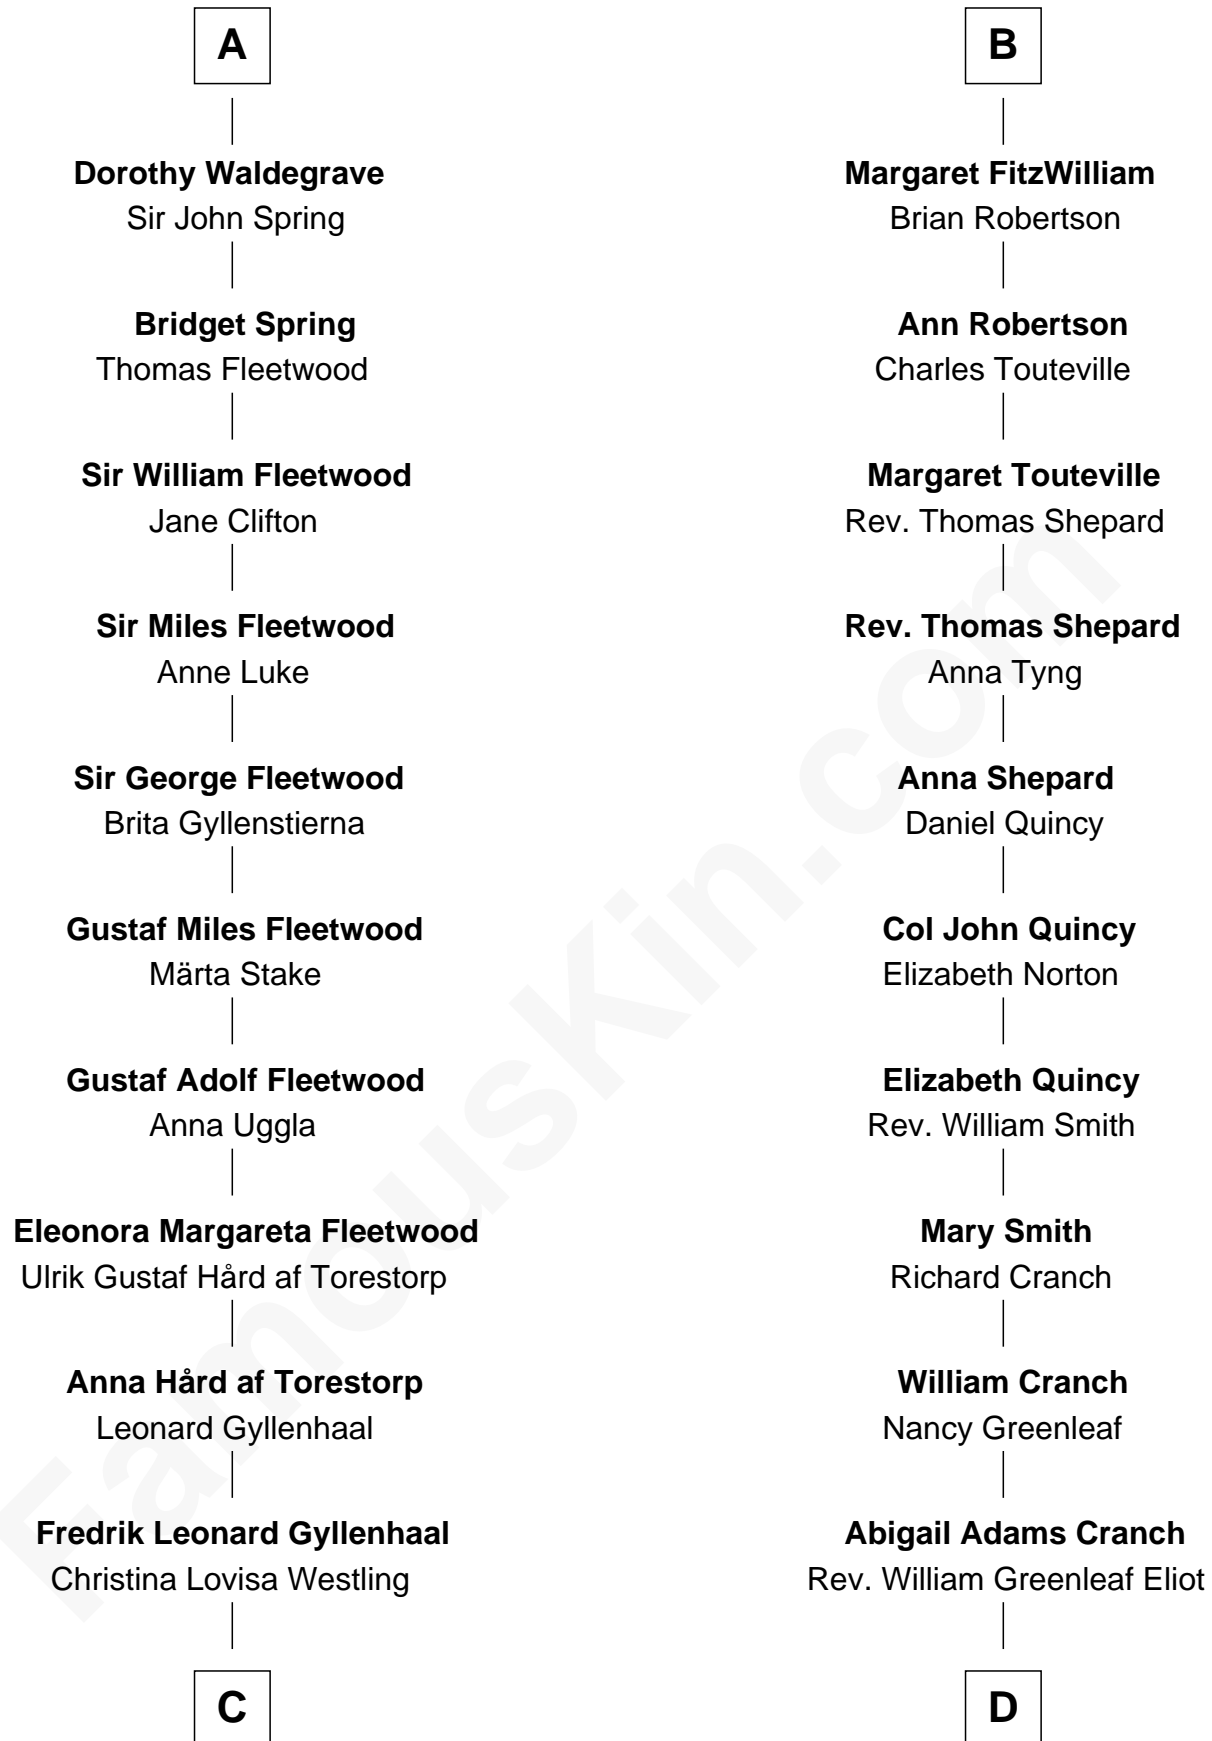 A
Dorothy Waldegrave
Sir John Spring
Bridget Spring
Thomas Fleetwood
Sir William Fleetwood
Jane Clifton
Sir Miles Fleetwood
Anne Luke
Sir George Fleetwood
Brita Gyllenstierna
Gustaf Miles Fleetwood
Märta Stake
Gustaf Adolf Fleetwood
Anna Uggla
Eleonora Margareta Fleetwood
Ulrik Gustaf Hård af Torestorp
Anna Hård af Torestorp
Leonard Gyllenhaal
Fredrik Leonard Gyllenhaal
Christina Lovisa Westling
C
B
Margaret FitzWilliam
Brian Robertson
Ann Robertson
Charles Touteville
Margaret Touteville
Rev. Thomas Shepard
Rev. Thomas Shepard
Anna Tyng
Anna Shepard
Daniel Quincy
Col John Quincy
Elizabeth Norton
Elizabeth Quincy
Rev. William Smith
Mary Smith
Richard Cranch
William Cranch
Nancy Greenleaf
Abigail Adams Cranch
Rev. William Greenleaf Eliot
D
FamousKin.com